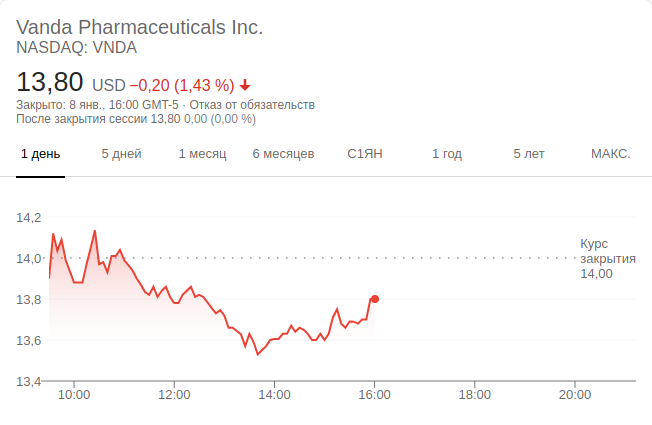 Vanda Pharmaceuticals Inc.
NASDAQ: VNDA
13,80 USD −0,20 (1,43 %)
Закрыто: 8 янв., 16:00 GMT-5 · Отказ от обязательств
После закрытия сессии 13,80 0,00 (0,00 %)
1 день 5 дней 1 месяц 6 месяцев С1ЯН 1 год 5 лет МАКС.
14,2
Курс
14,0 закрытия
14,00
13,8
13,6
13,4
10:00 12:00 14:00 16:00 18:00 20:00